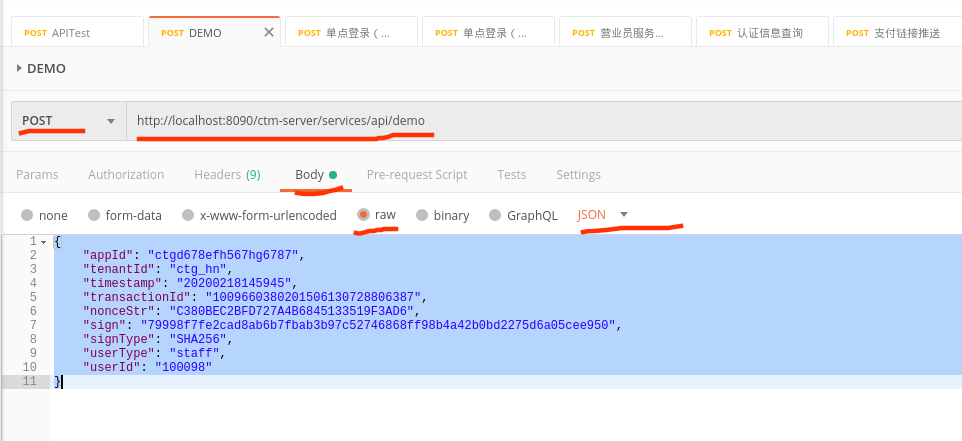 POST APITest POST DEMO POST 单点登录（... POST 单点登录（... POST 营业员服务... POST 认证信息查询 POST 支付链接推送
DEMO
POST http://localhost:8090/ctm-server/services/api/demo
Params Authorization Headers (9) Body Pre-request Script Tests Settings
none form-data x-www-form-urlencoded raw binary GraphQL JSON
1 {
2 "appId": "ctgd678efh567hg6787",
3 "tenantId": "ctg_hn",
4 "timestamp": "20200218145945",
5 "transactionId": "1009660380201506130728806387",
6 "nonceStr": "C380BEC2BFD727A4B6845133519F3AD6",
7 "sign": "79998f7fe2cad8ab6b7fbab3b97c52746868ff98b4a42b0bd2275d6a05cee950",
8 "signType": "SHA256",
9 "userType": "staff",
10 "userId": "100098"
11 }